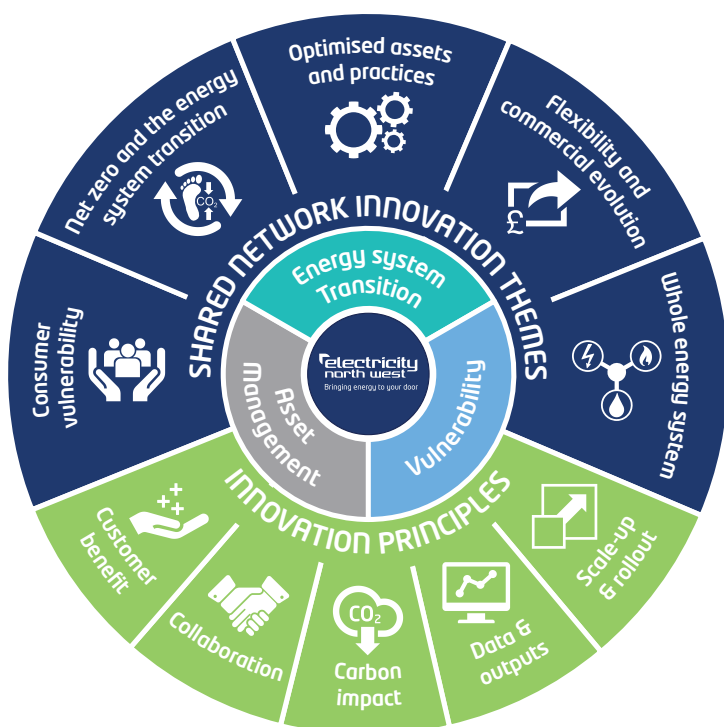 Optimised assets
and practices
Flexibility and
commercial evolution
Whole energy system
Net zero and the energy
system transition
CO₂
£
Consumer
vulnerability
SHARED NETWORK INNOVATION THEMES
Energy system
Transition
Asset
Management
Vulnerability
electricity
north west
Bringing energy to your door
INNOVATION PRINCIPLES
Customer
benefit
Collaboration
CO₂
Carbon
impact
Data &
outputs
Scale-up
& rollout